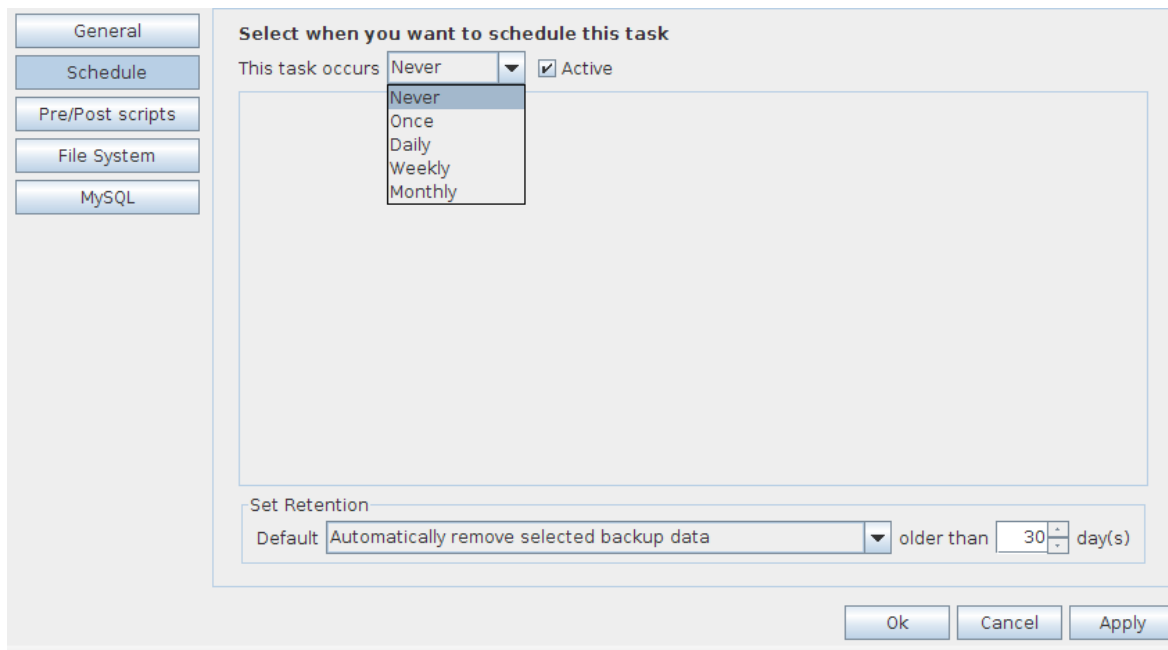 General
Schedule
Pre/Post scripts
File System
MySQL
Select when you want to schedule this task
This task occurs Never Active
Never
Once
Daily
Weekly
Monthly
Set Retention
Default Automatically remove selected backup data older than 30 day(s)
Ok Cancel Apply